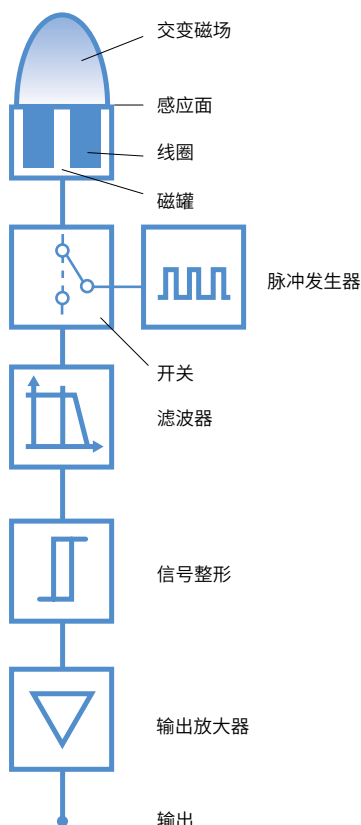 交变磁场
感应面
线圈
磁罐
脉冲发生器
开关
滤波器
信号整形
输出放大器
输出